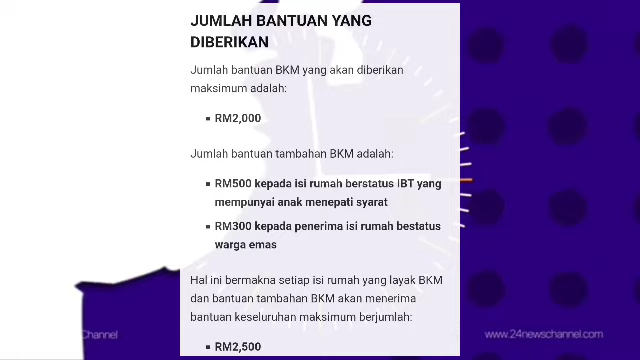 JUMLAH BANTUAN YANG
DIBERIKAN
Jumlah bantuan BKM yang akan diberikan
maksimum adalah:
▪ RM2,000
Jumlah bantuan tambahan BKM adalah:
▪ RM500 kepada isi rumah berstatus IBT yang
mempunyai anak menepati syarat
▪ RM300 kepada penerima isi rumah bestatus
warga emas
Hal ini bermakna setiap isi rumah yang layak BKM
dan bantuan tambahan BKM akan menerima
bantuan keseluruhan maksimum berjumlah:
▪ RM2,500
Channel
www.24newschannel.com